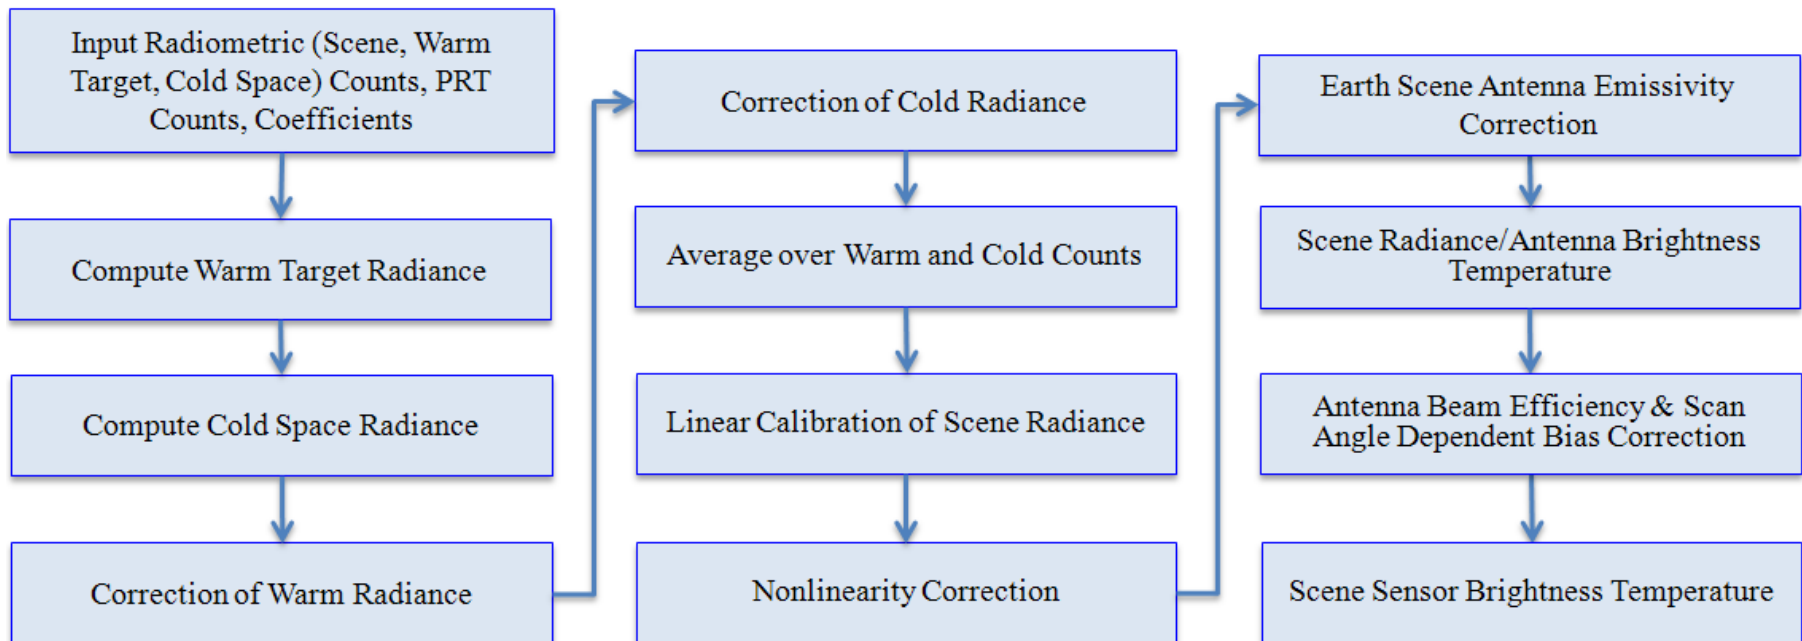 Input Radiometric (Scene, Warm
Target, Cold Space) Counts, PRT
Counts, Coefficients
Compute Warm Target Radiance
Compute Cold Space Radiance
Correction of Warm Radiance
Correction of Cold Radiance
Average over Warm and Cold Counts
Linear Calibration of Scene Radiance
Nonlinearity Correction
Earth Scene Antenna Emissivity
Correction
Scene Radiance/Antenna Brightness
Temperature
Antenna Beam Efficiency & Scan
Angle Dependent Bias Correction
Scene Sensor Brightness Temperature